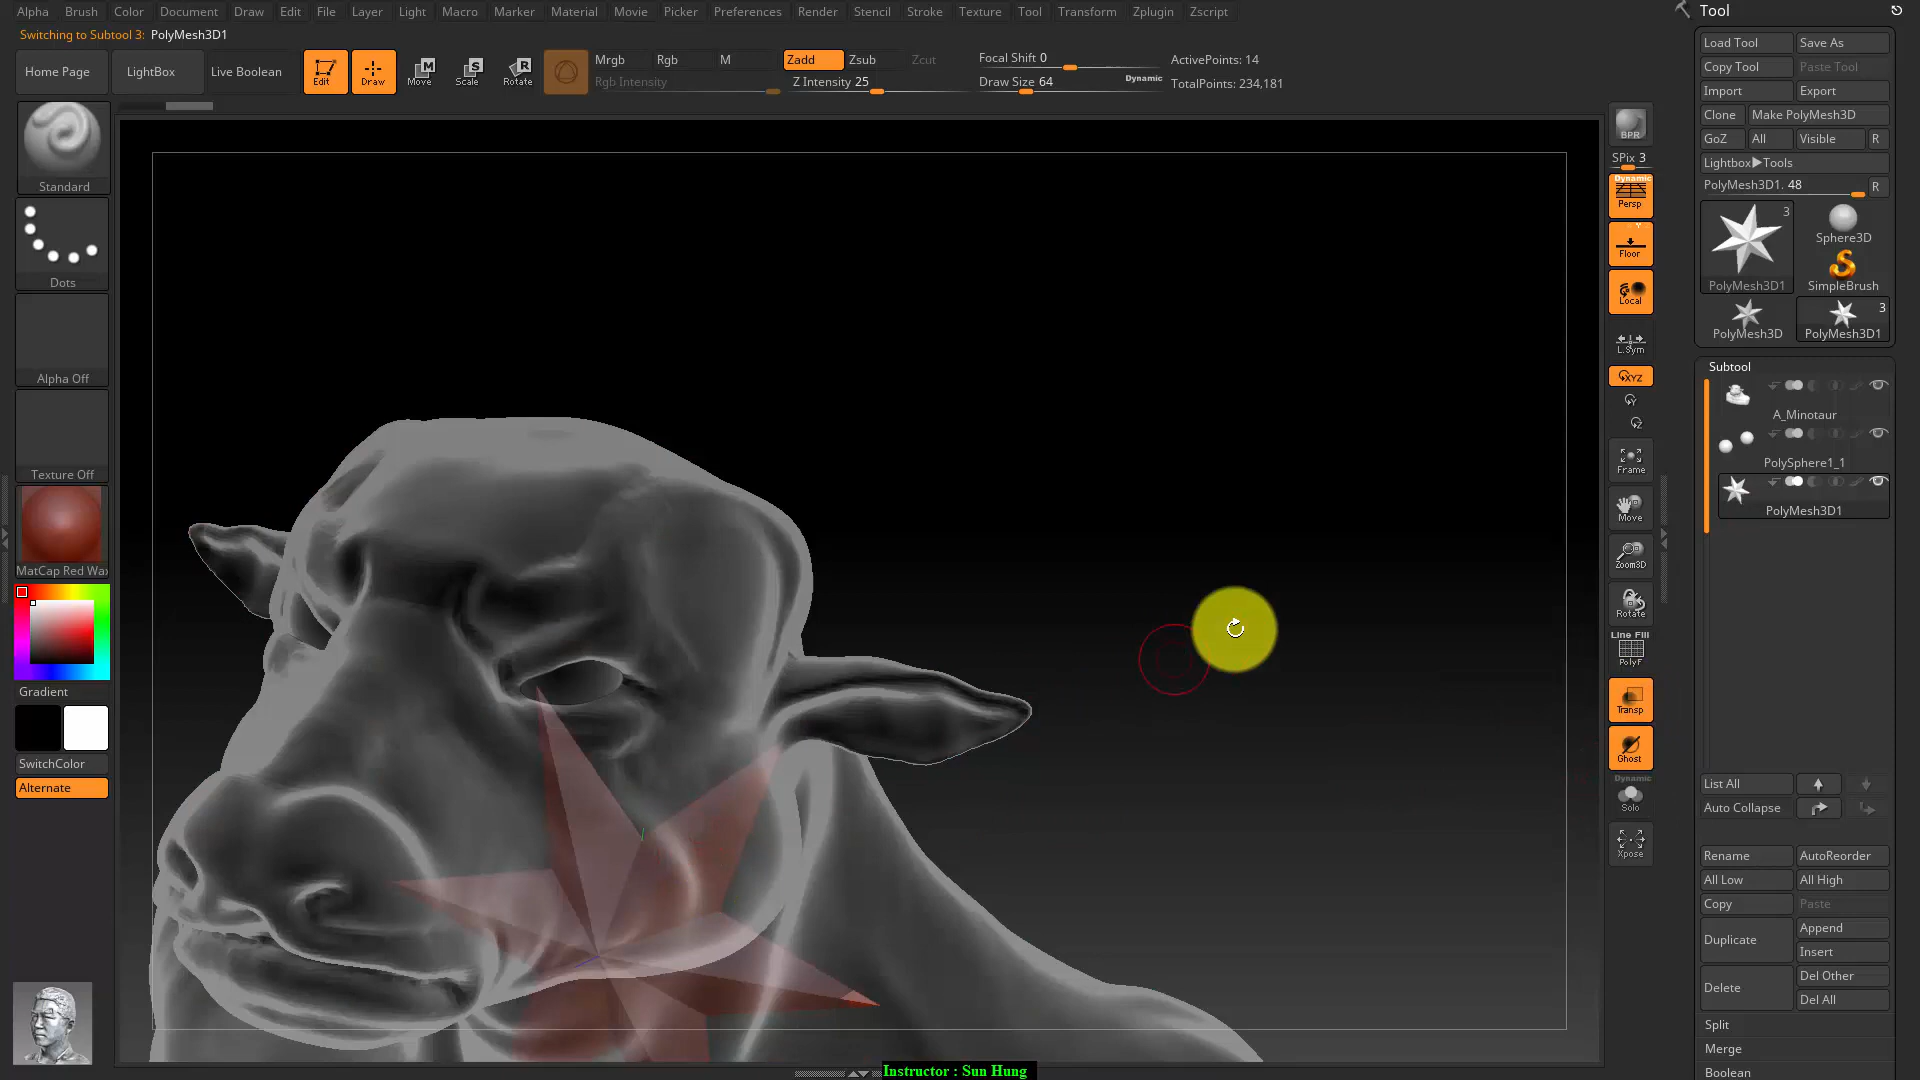 Alpha Brush Color Document Draw Edit File Layer Light Macro Marker Material Movie Picker Preferences Render Stencil Stroke Texture Tool Transform Zplugin Zscript
Tool
Switching to Subtool 3: PolyMesh3D1
Home Page LightBox Live Boolean Edit Draw Move Scale Rotate
M S R
Mrgb Rgb M Zadd Zsub Zcut
Rgb Intensity Z Intensity 25
Focal Shift 0
Draw Size 64 Dynamic
ActivePoints: 14
TotalPoints: 234,181
Standard
Dots
Alpha Off
Texture Off
MatCap Red Wax
Gradient
SwitchColor
Alternate
BPR
SPix 3
Dynamic
Persp
Floor
Local
L.Sym
XYZ
Y
Z
Frame
Move
Zoom3D
Rotate
Line Fill
PolyF
Transp
Ghost
Dynamic
Solo
Xpose
Load Tool Save As
Copy Tool Paste Tool
Import Export
Clone Make PolyMesh3D
GoZ All Visible R
Lightbox▶Tools
PolyMesh3D1. 48 R
3
PolyMesh3D1
Sphere3D
SimpleBrush
PolyMesh3D
3
PolyMesh3D1
Subtool
A_Minotaur
PolySphere1_1
PolyMesh3D1
List All
Auto Collapse
Rename AutoReorder
All Low All High
Copy Paste
Duplicate Append
Insert
Delete Del Other
Del All
Split
Merge
Boolean
Instructor : Sun Hung